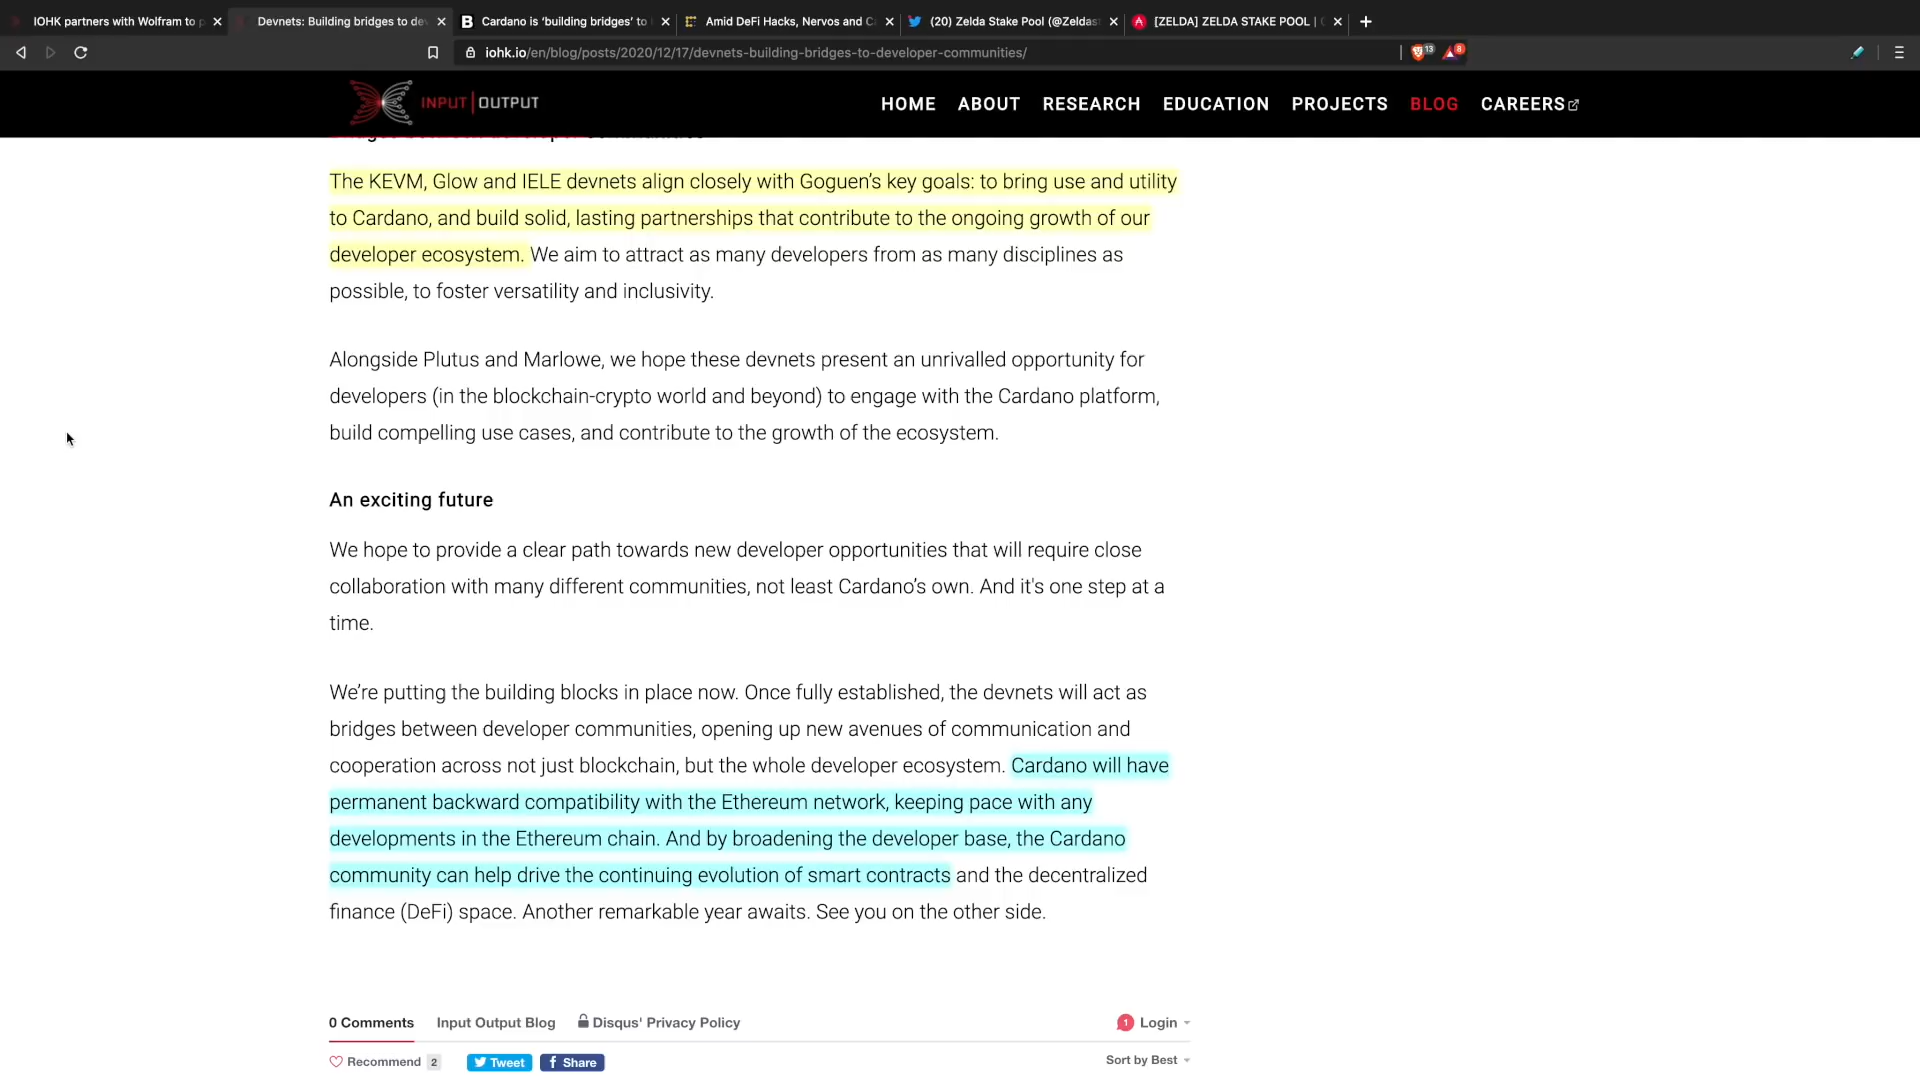 IOHK partners with Wolfram to p
Devnets: Building bridges to dev
Cardano is ‘building bridges’ to
Amid DeFi Hacks, Nervos and C
(20) Zelda Stake Pool (@Zeldas
[ZELDA] ZELDA STAKE POOL |
iohk.io/en/blog/posts/2020/12/17/devnets-building-bridges-to-developer-communities/
13
8
INPUT|OUTPUT
HOME ABOUT RESEARCH EDUCATION PROJECTS BLOG CAREERS
The KEVM, Glow and IELE devnets align closely with Goguen’s key goals: to bring use and utility
to Cardano, and build solid, lasting partnerships that contribute to the ongoing growth of our
developer ecosystem. We aim to attract as many developers from as many disciplines as
possible, to foster versatility and inclusivity.
Alongside Plutus and Marlowe, we hope these devnets present an unrivalled opportunity for
developers (in the blockchain-crypto world and beyond) to engage with the Cardano platform,
build compelling use cases, and contribute to the growth of the ecosystem.
An exciting future
We hope to provide a clear path towards new developer opportunities that will require close
collaboration with many different communities, not least Cardano’s own. And it's one step at a
time.
We’re putting the building blocks in place now. Once fully established, the devnets will act as
bridges between developer communities, opening up new avenues of communication and
cooperation across not just blockchain, but the whole developer ecosystem. Cardano will have
permanent backward compatibility with the Ethereum network, keeping pace with any
developments in the Ethereum chain. And by broadening the developer base, the Cardano
community can help drive the continuing evolution of smart contracts and the decentralized
finance (DeFi) space. Another remarkable year awaits. See you on the other side.
0 Comments Input Output Blog Disqus' Privacy Policy 1 Login
Recommend 2 Tweet Share Sort by Best